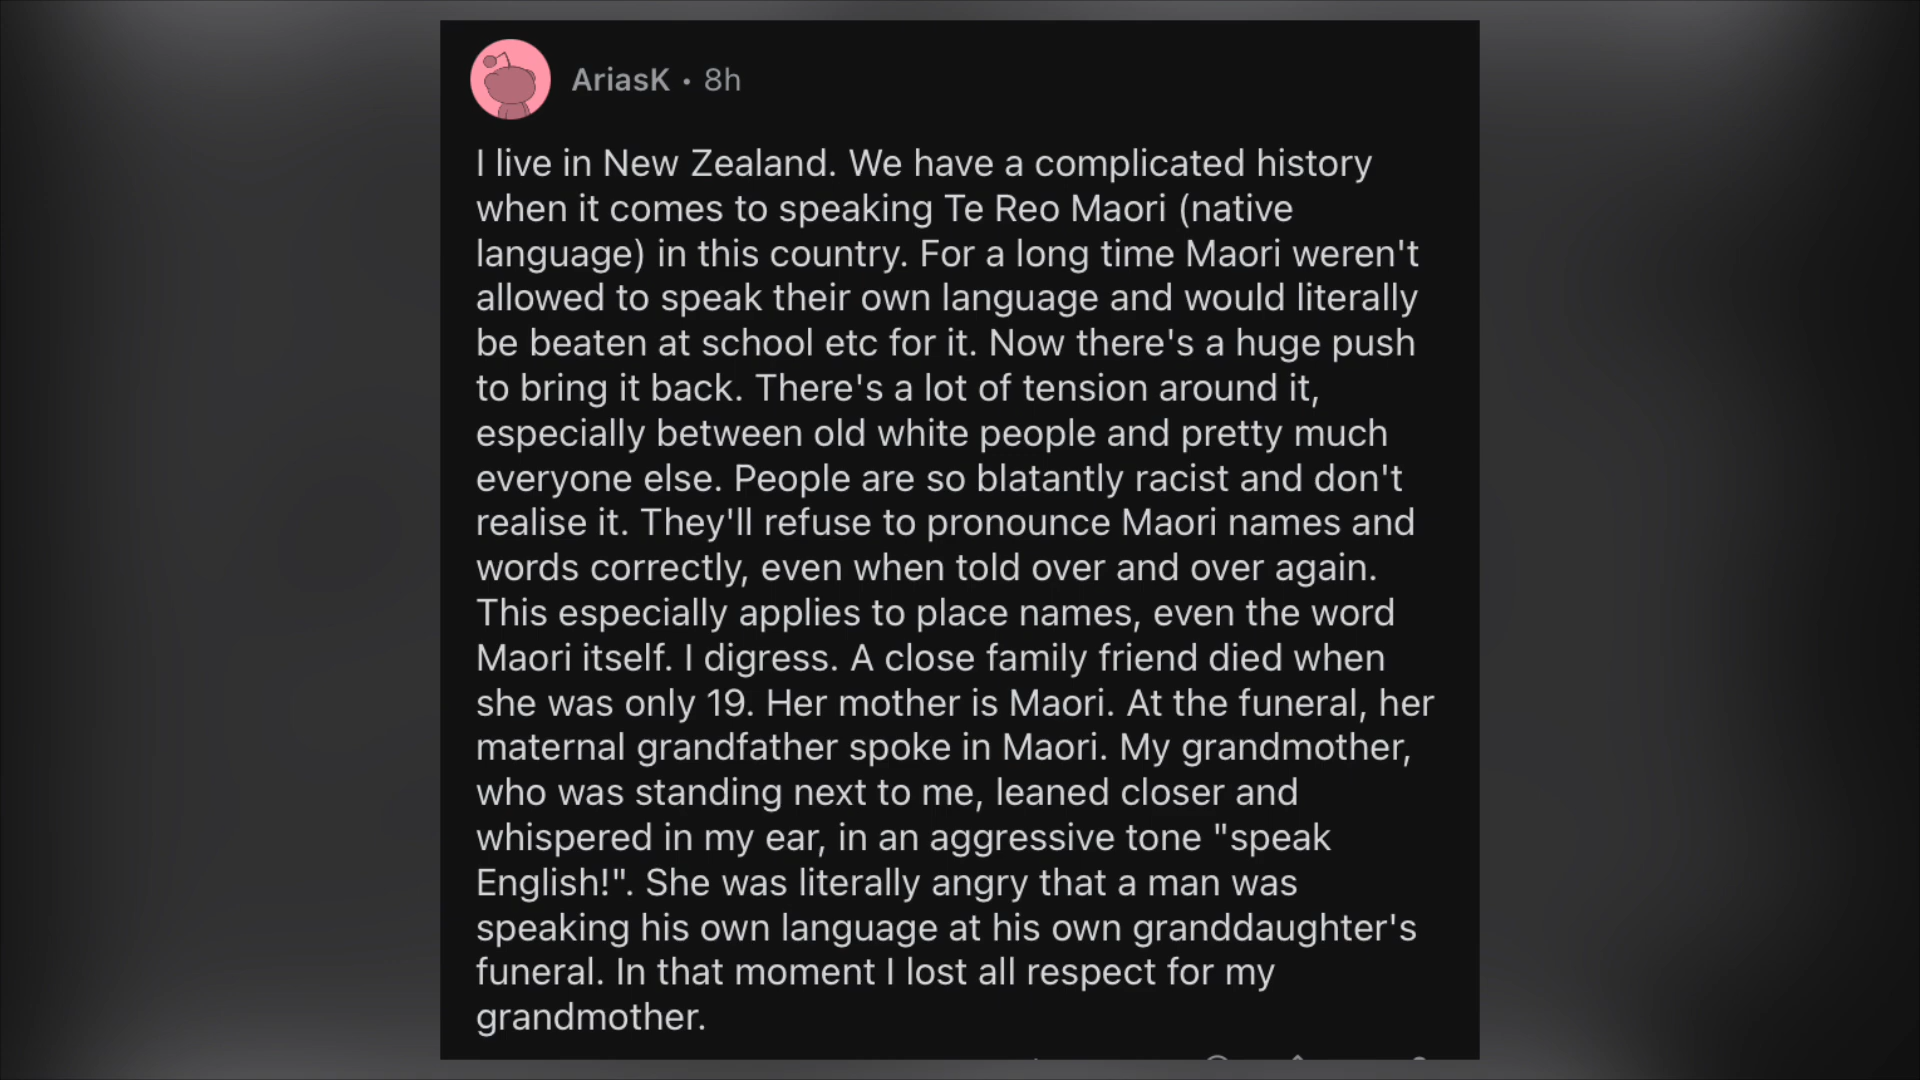 AriasK • 8h
I live in New Zealand. We have a complicated history
when it comes to speaking Te Reo Maori (native
language) in this country. For a long time Maori weren't
allowed to speak their own language and would literally
be beaten at school etc for it. Now there's a huge push
to bring it back. There's a lot of tension around it,
especially between old white people and pretty much
everyone else. People are so blatantly racist and don't
realise it. They'll refuse to pronounce Maori names and
words correctly, even when told over and over again.
This especially applies to place names, even the word
Maori itself. I digress. A close family friend died when
she was only 19. Her mother is Maori. At the funeral, her
maternal grandfather spoke in Maori. My grandmother,
who was standing next to me, leaned closer and
whispered in my ear, in an aggressive tone "speak
English!". She was literally angry that a man was
speaking his own language at his own granddaughter's
funeral. In that moment I lost all respect for my
grandmother.